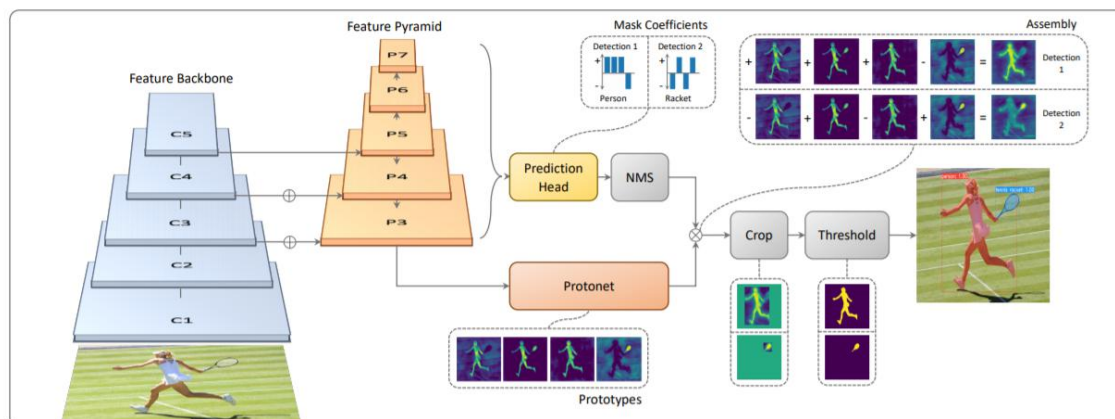 Feature Backbone
C5
C4
C3
C2
C1
Feature Pyramid
P7
P6
P5
P4
P3
Mask Coefficients
Detection 1
Detection 2
+
-
+
-
Person
Racket
Prediction
Head
NMS
Protonet
Prototypes
Assembly
+ + + - = Detection
1
- + - + = Detection
2
Crop
Threshold